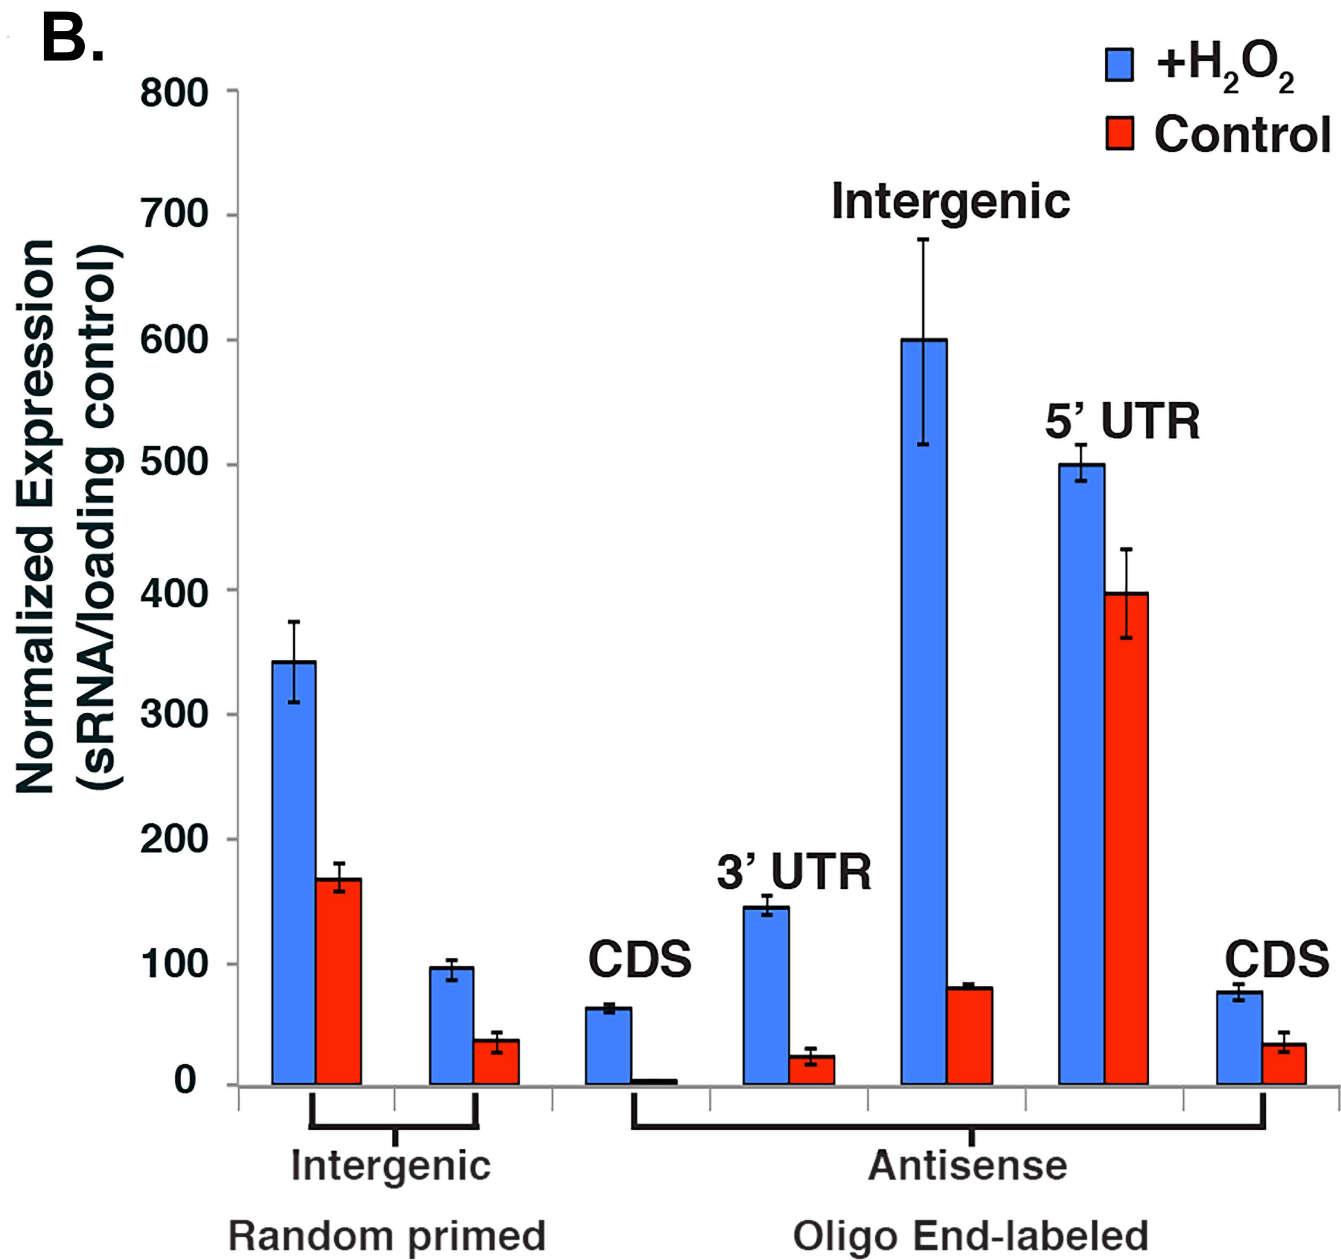 B.
+H₂O₂
Control
Normalized Expression
(sRNA/loading control)
800
700
600
500
400
300
200
100
0
Intergenic
5’ UTR
3’ UTR
CDS
CDS
Intergenic
Antisense
Random primed
Oligo End-labeled